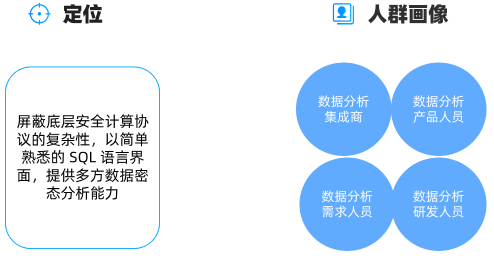 定位
屏蔽底层安全计算协
议的复杂性，以简单
熟悉的 SQL 语言界
面，提供多方数据密
态分析能力
人群画像
数据分析
集成商
数据分析
产品人员
数据分析
需求人员
数据分析
研发人员